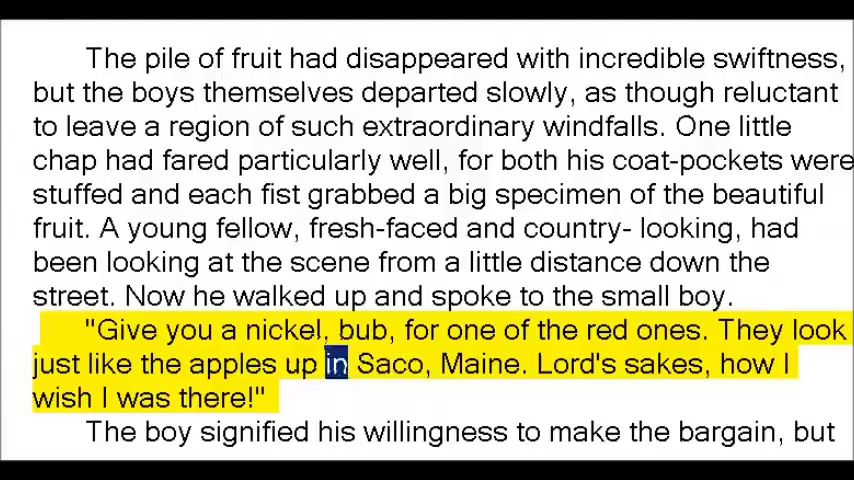 The pile of fruit had disappeared with incredible swiftness,
but the boys themselves departed slowly, as though reluctant
to leave a region of such extraordinary windfalls. One little
chap had fared particularly well, for both his coat-pockets were
stuffed and each fist grabbed a big specimen of the beautiful
fruit. A young fellow, fresh-faced and country- looking, had
been looking at the scene from a little distance down the
street. Now he walked up and spoke to the small boy.
"Give you a nickel, bub, for one of the red ones. They look
just like the apples up in Saco, Maine. Lord's sakes, how I
wish I was there!"
The boy signified his willingness to make the bargain, but